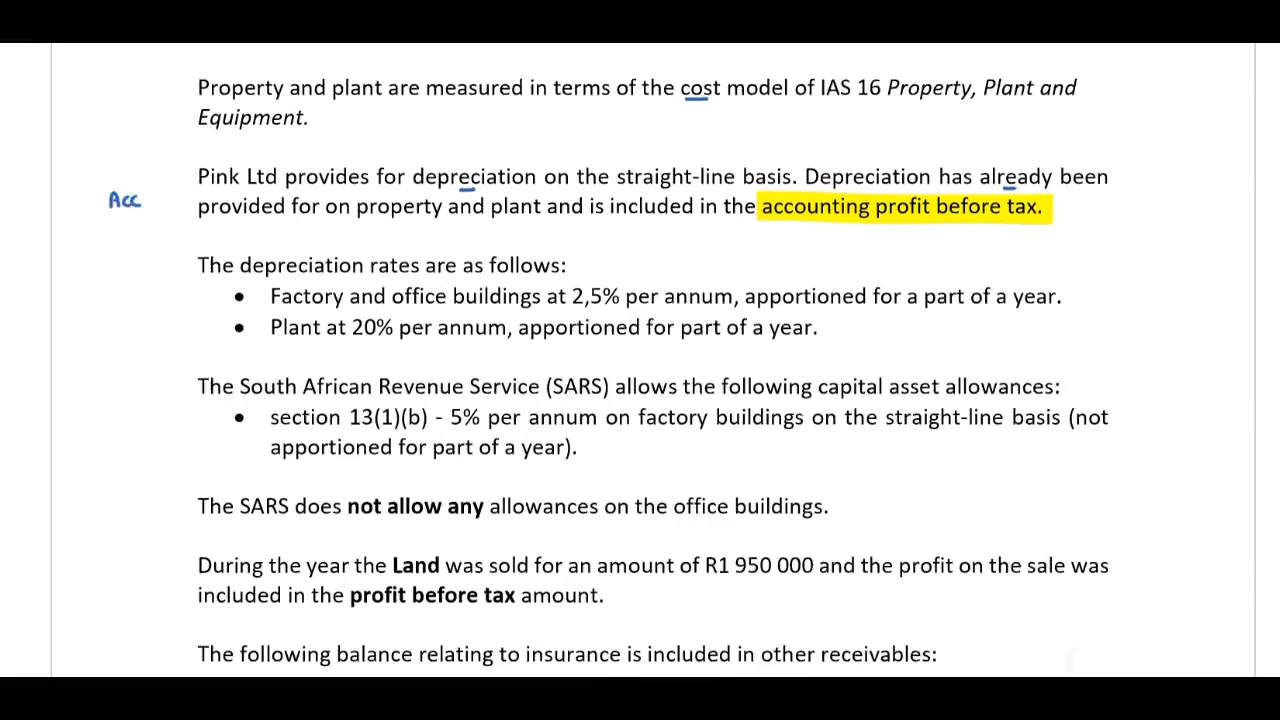 Property and plant are measured in terms of the cost model of IAS 16 Property, Plant and
Equipment.
Pink Ltd provides for depreciation on the straight-line basis. Depreciation has already been
Acc
provided for on property and plant and is included in the accounting profit before tax.
The depreciation rates are as follows:
• Factory and office buildings at 2,5% per annum, apportioned for a part of a year.
• Plant at 20% per annum, apportioned for part of a year.
The South African Revenue Service (SARS) allows the following capital asset allowances:
• section 13(1)(b) - 5% per annum on factory buildings on the straight-line basis (not
apportioned for part of a year).
The SARS does not allow any allowances on the office buildings.
During the year the Land was sold for an amount of R1 950 000 and the profit on the sale was
included in the profit before tax amount.
The following balance relating to insurance is included in other receivables: